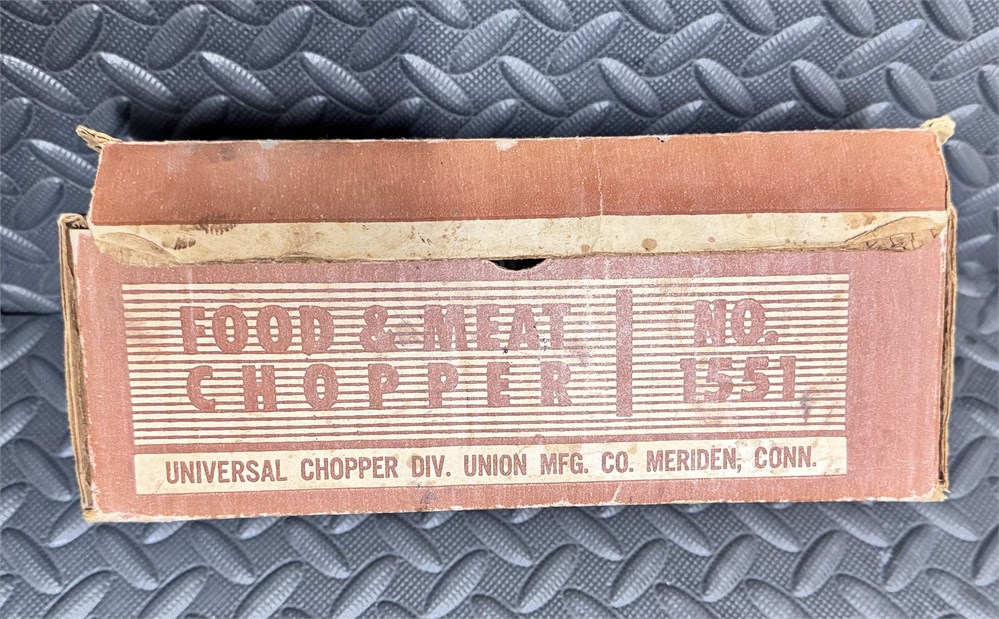 FOOD & MEAT
CHOPPER
NO.
1551
UNIVERSAL CHOPPER DIV. UNION MFG. CO. MERIDEN, CONN.